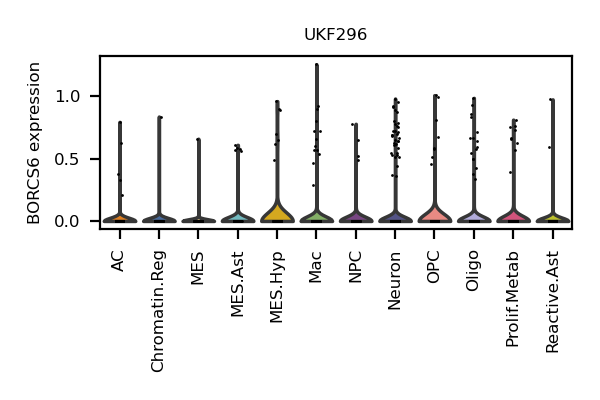 UKF296
BORCS6 expression
1.0
0.5
0.0
AC
Chromatin.Reg
MES
MES.Ast
MES.Hyp
Mac
NPC
Neuron
OPC
Oligo
Prolif.Metab
Reactive.Ast